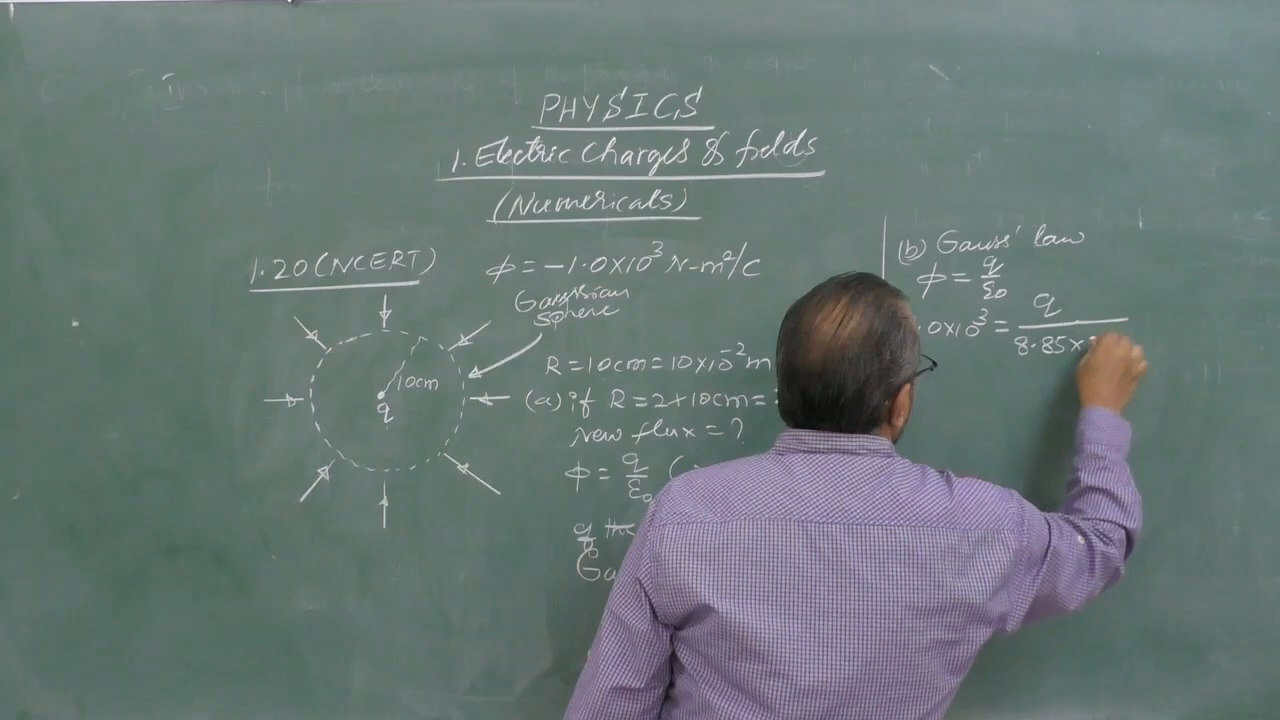 PHYSICS
1. Electric Charges & fields
(Numericals)
1.20 (NCERT)
ϕ = -1.0×10³ N-m²/C
Gaussian
sphere
10cm
q
R = 10cm = 10×10⁻² m
(a) if R = 2×10cm =
New flux = ?
ϕ = q/ε₀ (
q
Ga
(b) Gauss' law
ϕ = q/ε₀
.0×10³ = q/8.85×